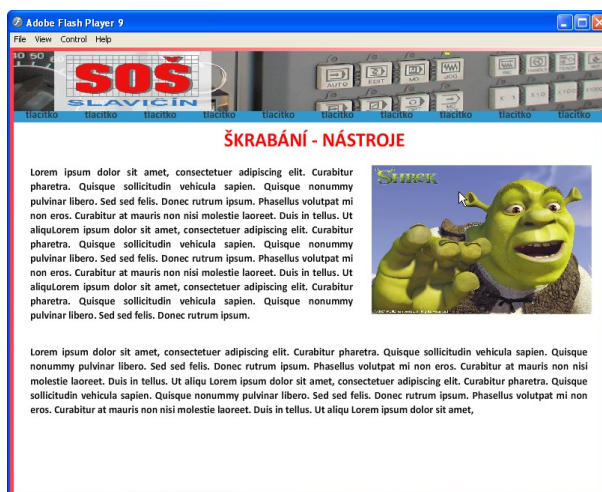 Adobe Flash Player 9
File View Control Help
SOŠ
SLAVIČÍN
AUTO EDIT MDI JOG
tlacitko tlacitko tlacitko tlacitko tlacitko tlacitko tlacitko tlacitko tlacitko tlacitko
ŠKRABÁNÍ - NÁSTROJE
SHREK
Lorem ipsum dolor sit amet, consectetuer adipiscing elit. Curabitur
pharetra. Quisque sollicitudin vehicula sapien. Quisque nonummy
pulvinar libero. Sed sed felis. Donec rutrum ipsum. Phasellus volutpat mi
non eros. Curabitur at mauris non nisi molestie laoreet. Duis in tellus. Ut
aliquLorem ipsum dolor sit amet, consectetuer adipiscing elit. Curabitur
pharetra. Quisque sollicitudin vehicula sapien. Quisque nonummy
pulvinar libero. Sed sed felis. Donec rutrum ipsum. Phasellus volutpat mi
non eros. Curabitur at mauris non nisi molestie laoreet. Duis in tellus. Ut
aliquLorem ipsum dolor sit amet, consectetuer adipiscing elit. Curabitur
pharetra. Quisque sollicitudin vehicula sapien. Quisque nonummy
pulvinar libero. Sed sed felis. Donec rutrum ipsum.
Lorem ipsum dolor sit amet, consectetuer adipiscing elit. Curabitur pharetra. Quisque sollicitudin vehicula sapien. Quisque
nonummy pulvinar libero. Sed sed felis. Donec rutrum ipsum. Phasellus volutpat mi non eros. Curabitur at mauris non nisi
molestie laoreet. Duis in tellus. Ut aliqu Lorem ipsum dolor sit amet, consectetuer adipiscing elit. Curabitur pharetra. Quisque
sollicitudin vehicula sapien. Quisque nonummy pulvinar libero. Sed sed felis. Donec rutrum ipsum. Phasellus volutpat mi non
eros. Curabitur at mauris non nisi molestie laoreet. Duis in tellus. Ut aliqu Lorem ipsum dolor sit amet,